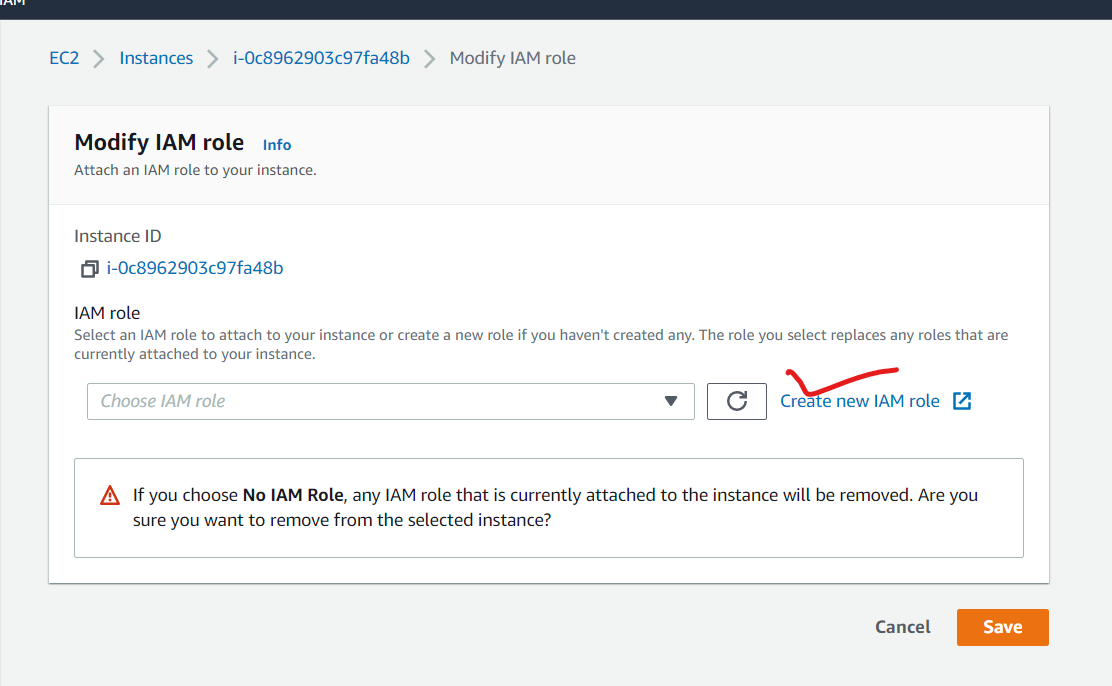 IAM
EC2 Instances i-0c8962903c97fa48b Modify IAM role
Modify IAM role Info
Attach an IAM role to your instance.
Instance ID
i-0c8962903c97fa48b
IAM role
Select an IAM role to attach to your instance or create a new role if you haven't created any. The role you select replaces any roles that are
currently attached to your instance.
Choose IAM role Create new IAM role
If you choose No IAM Role, any IAM role that is currently attached to the instance will be removed. Are you
sure you want to remove from the selected instance?
Cancel Save